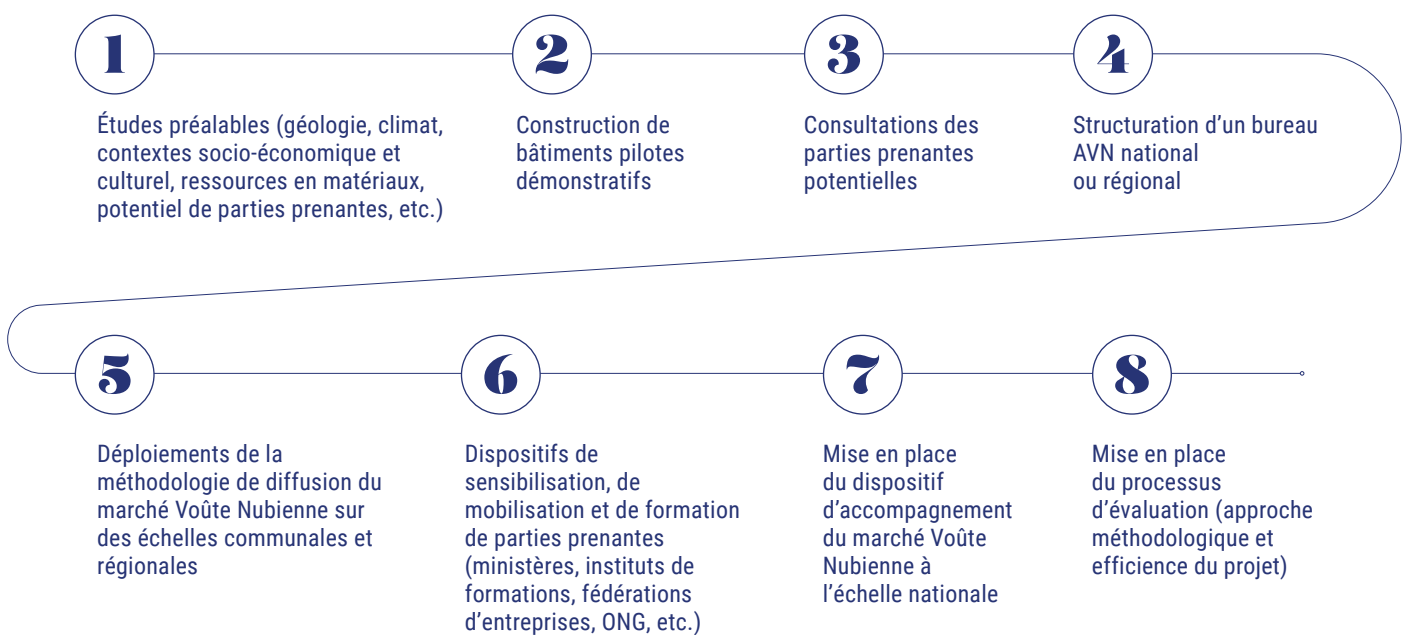 1
Études préalables (géologie, climat,
contextes socio-économique et
culturel, ressources en matériaux,
potentiel de parties prenantes, etc.)
2
Construction de
bâtiments pilotes
démonstratifs
3
Consultations des
parties prenantes
potentielles
4
Structuration d’un bureau
AVN national
ou régional
5
Déploiements de la
méthodologie de diffusion du
marché Voûte Nubienne sur
des échelles communales et
régionales
6
Dispositifs de
sensibilisation, de
mobilisation et de formation
de parties prenantes
(ministères, instituts de
formations, fédérations
d’entreprises, ONG, etc.)
7
Mise en place
du dispositif
d’accompagnement
du marché Voûte
Nubienne à
l’échelle nationale
8
Mise en place
du processus
d’évaluation (approche
méthodologique et
efficience du projet)